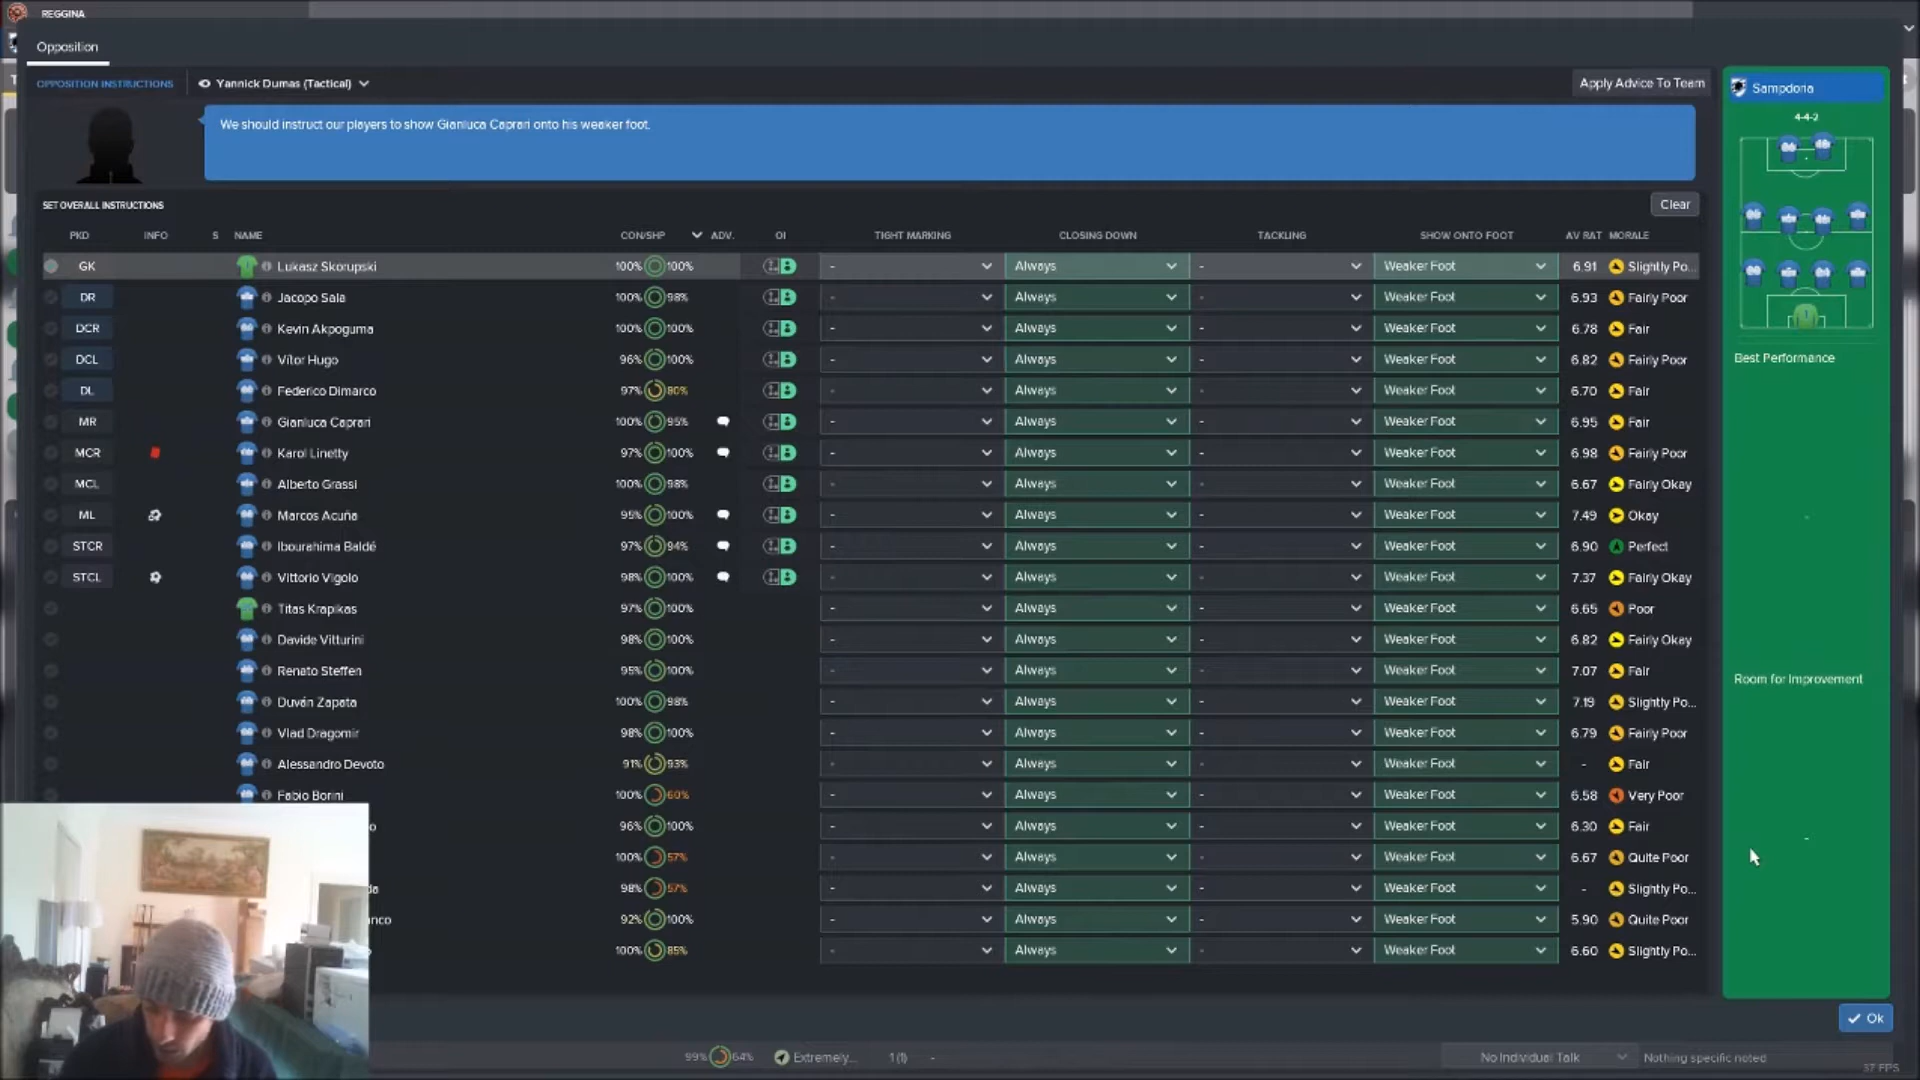 REGGINA
Opposition
OPPOSITION INSTRUCTIONS Yannick Dumas (Tactical) Apply Advice To Team
We should instruct our players to show Gianluca Caprari onto his weaker foot.
Sampdoria
4-4-2
SET OVERALL INSTRUCTIONS Clear
PKD INFO S NAME CON/SHP ADV. OI TIGHT MARKING CLOSING DOWN TACKLING SHOW ONTO FOOT AV RAT MORALE
GK Lukasz Skorupski 100% 100% - Always - Weaker Foot 6.91 Slightly Po...
DR Jacopo Sala 100% 98% - Always - Weaker Foot 6.93 Fairly Poor
DCR Kevin Akpoguma 100% 100% - Always - Weaker Foot 6.78 Fair
DCL Vítor Hugo 96% 100% - Always - Weaker Foot 6.82 Fairly Poor
DL Federico Dimarco 97% 80% - Always - Weaker Foot 6.70 Fair
MR Gianluca Caprari 100% 95% - Always - Weaker Foot 6.95 Fair
MCR Karol Linetty 97% 100% - Always - Weaker Foot 6.98 Fairly Poor
MCL Alberto Grassi 100% 98% - Always - Weaker Foot 6.67 Fairly Okay
ML Marcos Acuña 95% 100% - Always - Weaker Foot 7.49 Okay
STCR Ibourahima Baldé 97% 94% - Always - Weaker Foot 6.90 Perfect
STCL Vittorio Vigolo 98% 100% - Always - Weaker Foot 7.37 Fairly Okay
Titas Krapikas 97% 100% - Always - Weaker Foot 6.65 Poor
Davide Vitturini 98% 100% - Always - Weaker Foot 6.82 Fairly Okay
Renato Steffen 95% 100% - Always - Weaker Foot 7.07 Fair
Duván Zapata 100% 98% - Always - Weaker Foot 7.19 Slightly Po...
Vlad Dragomir 98% 100% - Always - Weaker Foot 6.79 Fairly Poor
Alessandro Devoto 91% 93% - Always - Weaker Foot - Fair
Fabio Borini 100% 60% - Always - Weaker Foot 6.58 Very Poor
o 96% 100% - Always - Weaker Foot 6.30 Fair
100% 57% - Always - Weaker Foot 6.67 Quite Poor
da 98% 57% - Always - Weaker Foot - Slightly Po...
nco 92% 100% - Always - Weaker Foot 5.90 Quite Poor
100% 85% - Always - Weaker Foot 6.60 Slightly Po...
Best Performance
-
Room for Improvement
-
Ok
99% 64% Extremely... 1 (1) - No Individual Talk Nothing specific noted
37 FPS